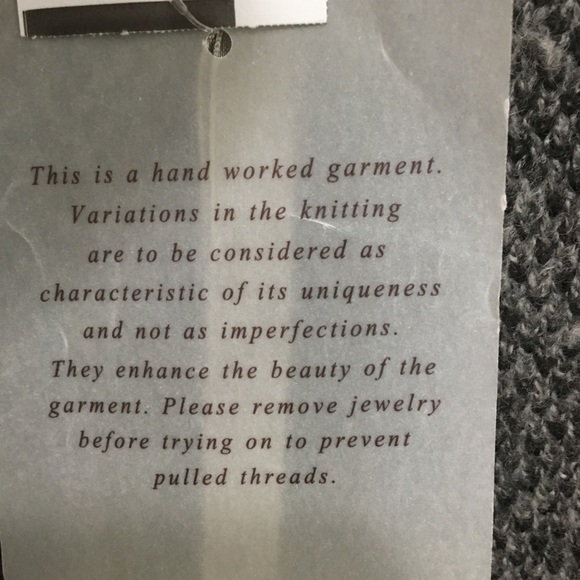 This is a hand worked garment.
Variations in the knitting
are to be considered as
characteristic of its uniqueness
and not as imperfections.
They enhance the beauty of the
garment. Please remove jewelry
before trying on to prevent
pulled threads.